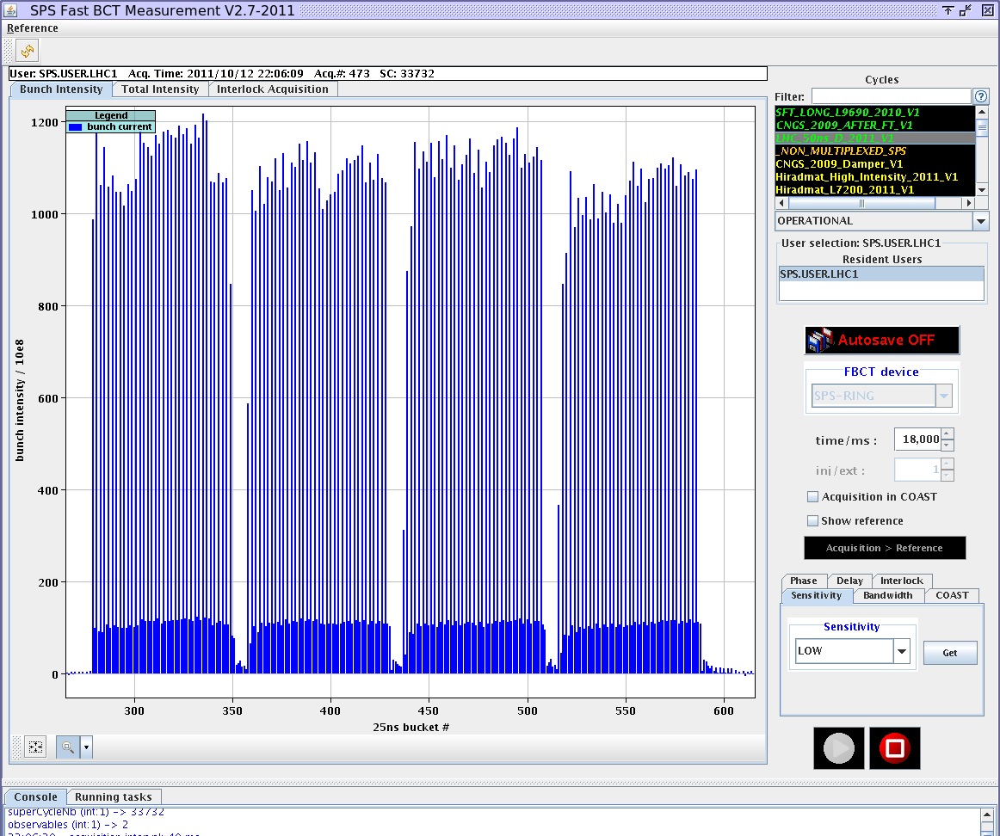 SPS Fast BCT Measurement V2.7-2011
Reference
User: SPS.USER.LHC1 Acq. Time: 2011/10/12 22:06:09 Acq.#: 473 SC: 33732
Bunch Intensity Total Intensity Interlock Acquisition
Legend
bunch current
1200
1000
800
600
400
200
0
bunch intensity / 10e8
300 350 400 450 500 550 600
25ns bucket #
Cycles
Filter:
SFT_LONG_L9690_2010_V1
CNGS_2009_AFTER_FT_V1
LHC_50ns_D_2011_V1
_NON_MULTIPLEXED_SPS
CNGS_2009_Damper_V1
Hiradmat_High_Intensity_2011_V1
Hiradmat_L7200_2011_V1
OPERATIONAL
User selection: SPS.USER.LHC1
Resident Users
SPS.USER.LHC1
Autosave OFF
FBCT device
SPS-RING
time/ms : 18,000
inj/ext : 1
Acquisition in COAST
Show reference
Acquisition > Reference
Phase Delay Interlock
Sensitivity Bandwidth COAST
Sensitivity
LOW
Get
Console Running tasks
superCycleNb (int:1) -> 33732
observables (int:1) -> 2